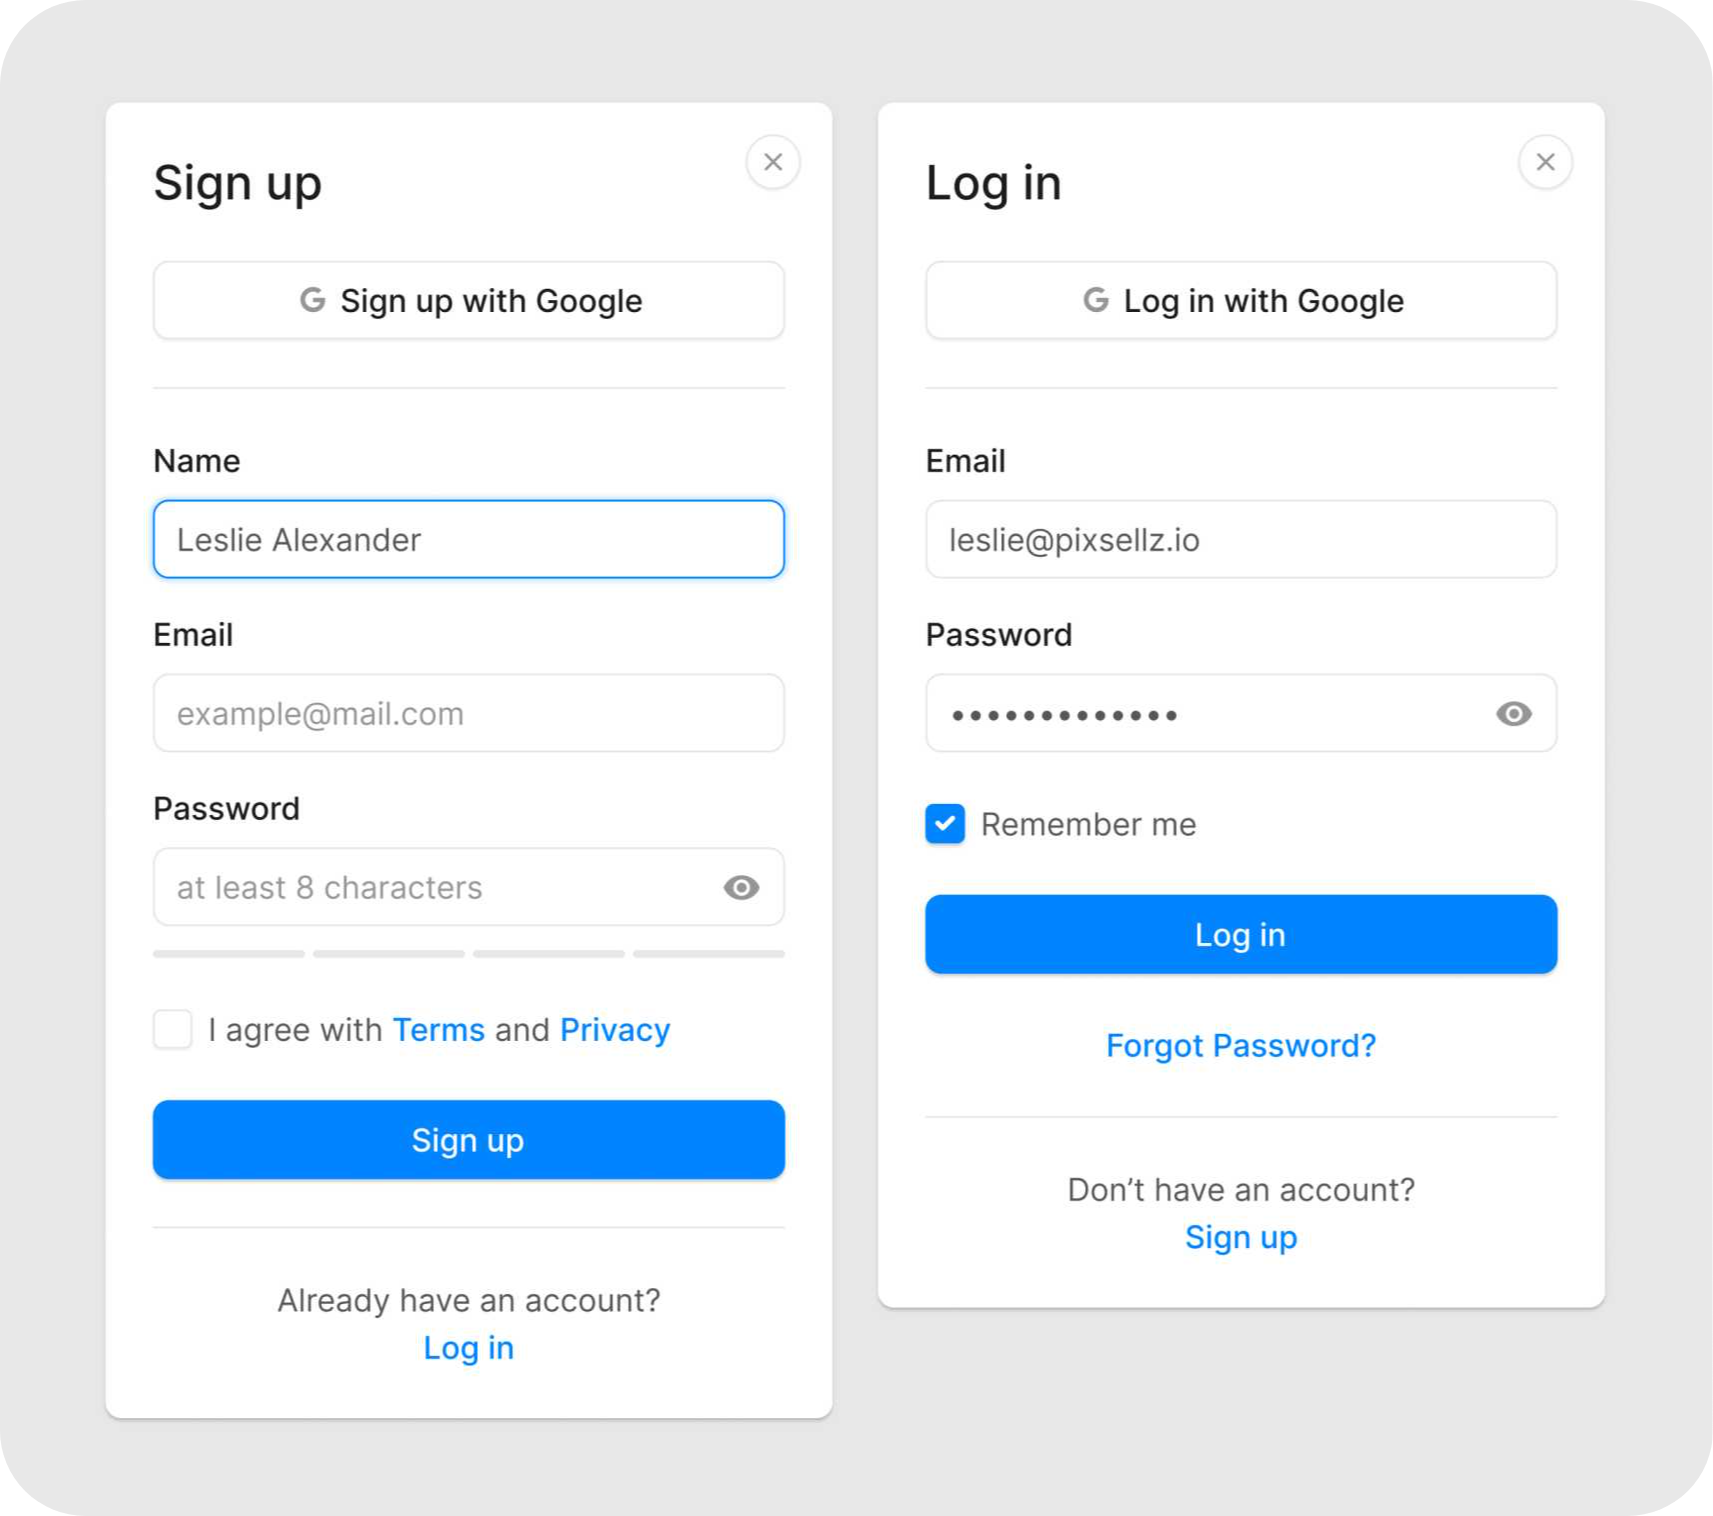 Sign up
G Sign up with Google
Name
Leslie Alexander
Email
example@mail.com
Password
at least 8 characters
I agree with Terms and Privacy
Sign up
Already have an account?
Log in
Log in
G Log in with Google
Email
leslie@pixsellz.io
Password
•••••••••••••
Remember me
Log in
Forgot Password?
Don’t have an account?
Sign up